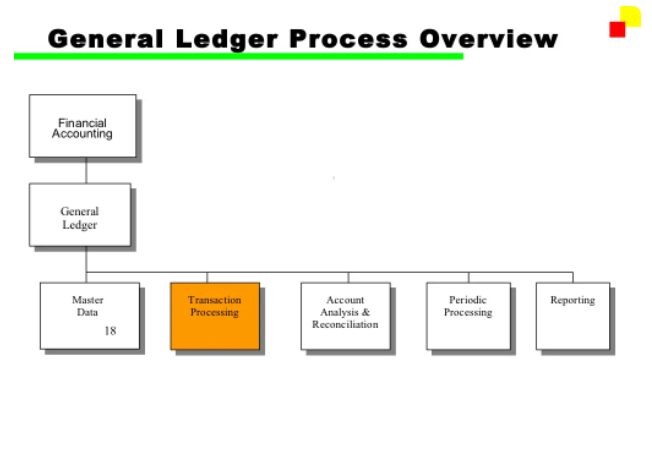 General Ledger Process Overview
Financial
Accounting
General
Ledger
Master
Data
18
Transaction
Processing
Account
Analysis &
Reconciliation
Periodic
Processing
Reporting